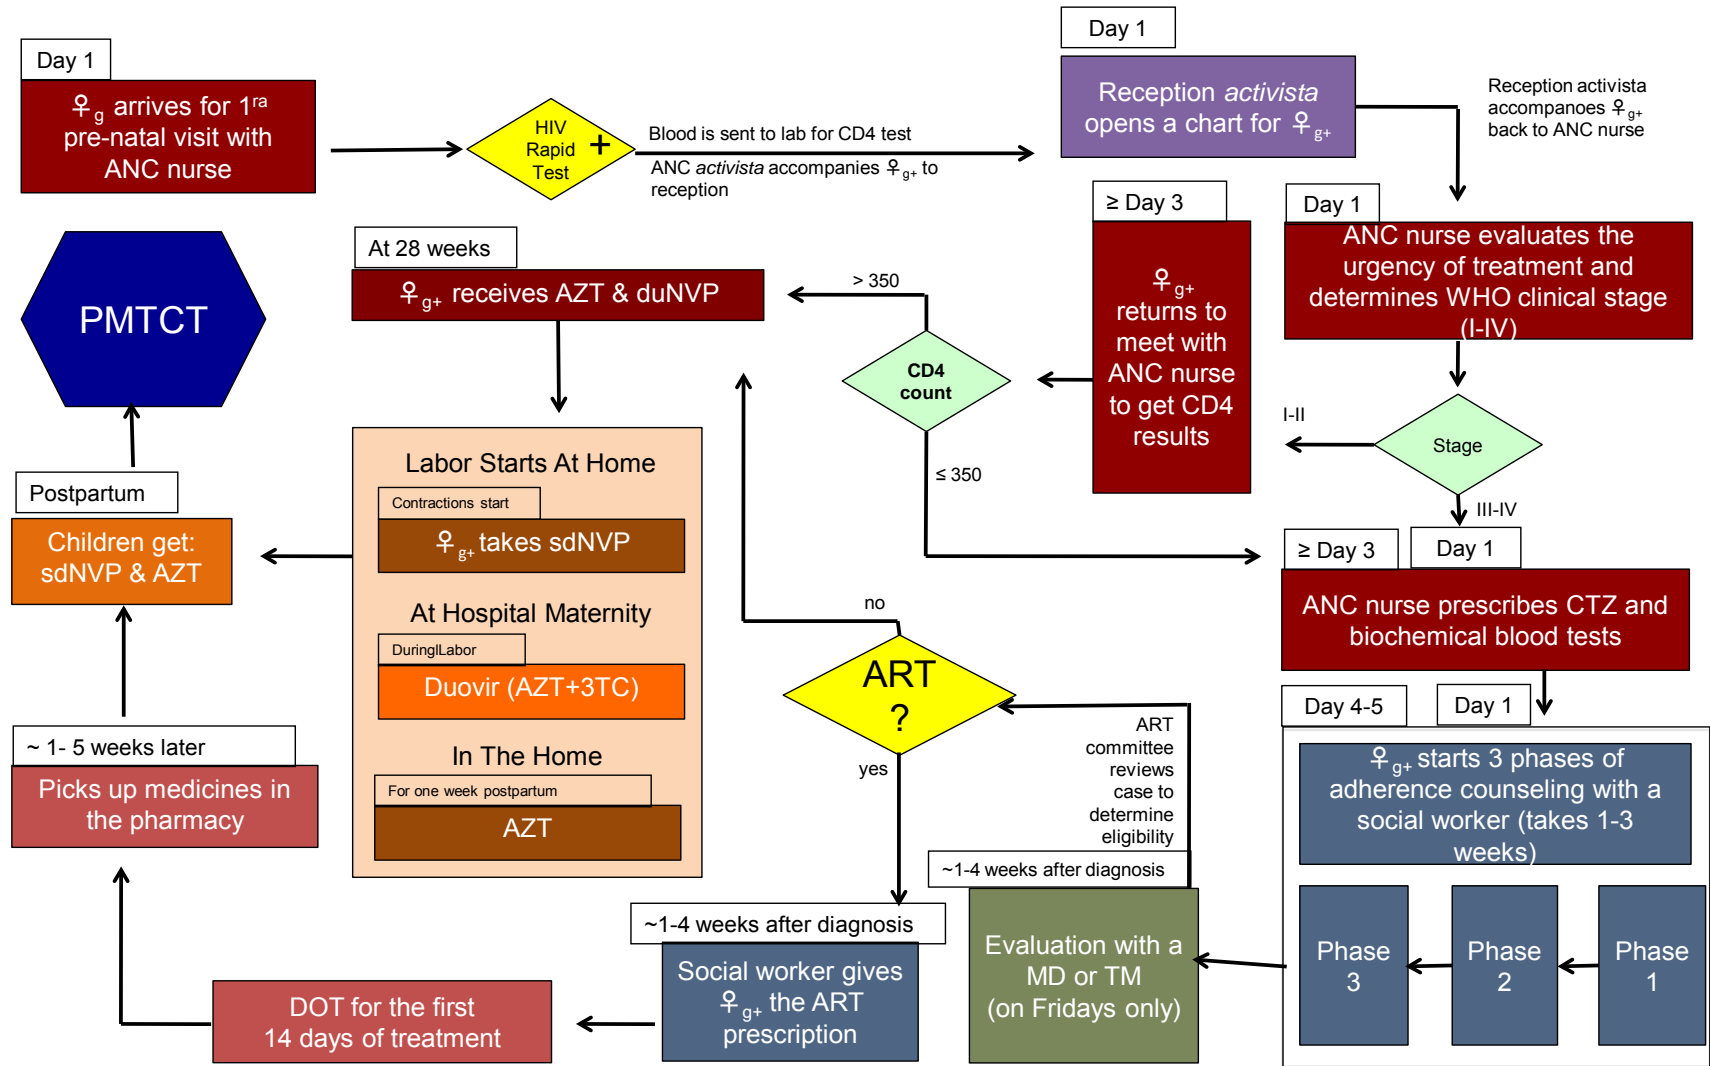 Day 1
♀g arrives for 1ra
pre-natal visit with
ANC nurse
HIV
Rapid
Test
+
Blood is sent to lab for CD4 test
ANC activista accompanies ♀g+ to
reception
Day 1
Reception activista
opens a chart for ♀g+
Reception activista
accompanoes ♀g+
back to ANC nurse
Day 1
ANC nurse evaluates the
urgency of treatment and
determines WHO clinical stage
(I-IV)
Stage
I-II
III-IV
≥ Day 3
♀g+
returns to
meet with
ANC nurse
to get CD4
results
CD4
count
> 350
≤ 350
At 28 weeks
♀g+ receives AZT & duNVP
Labor Starts At Home
Contractions start
♀g+ takes sdNVP
At Hospital Maternity
DuringlLabor
Duovir (AZT+3TC)
In The Home
For one week postpartum
AZT
PMTCT
Postpartum
Children get:
sdNVP & AZT
~ 1- 5 weeks later
Picks up medicines in
the pharmacy
≥ Day 3
Day 1
ANC nurse prescribes CTZ and
biochemical blood tests
Day 4-5
Day 1
♀g+ starts 3 phases of
adherence counseling with a
social worker (takes 1-3
weeks)
Phase
3
Phase
2
Phase
1
~1-4 weeks after diagnosis
Evaluation with a
MD or TM
(on Fridays only)
ART
committee
reviews
case to
determine
eligibility
ART
?
no
yes
~1-4 weeks after diagnosis
Social worker gives
♀g+ the ART
prescription
DOT for the first
14 days of treatment